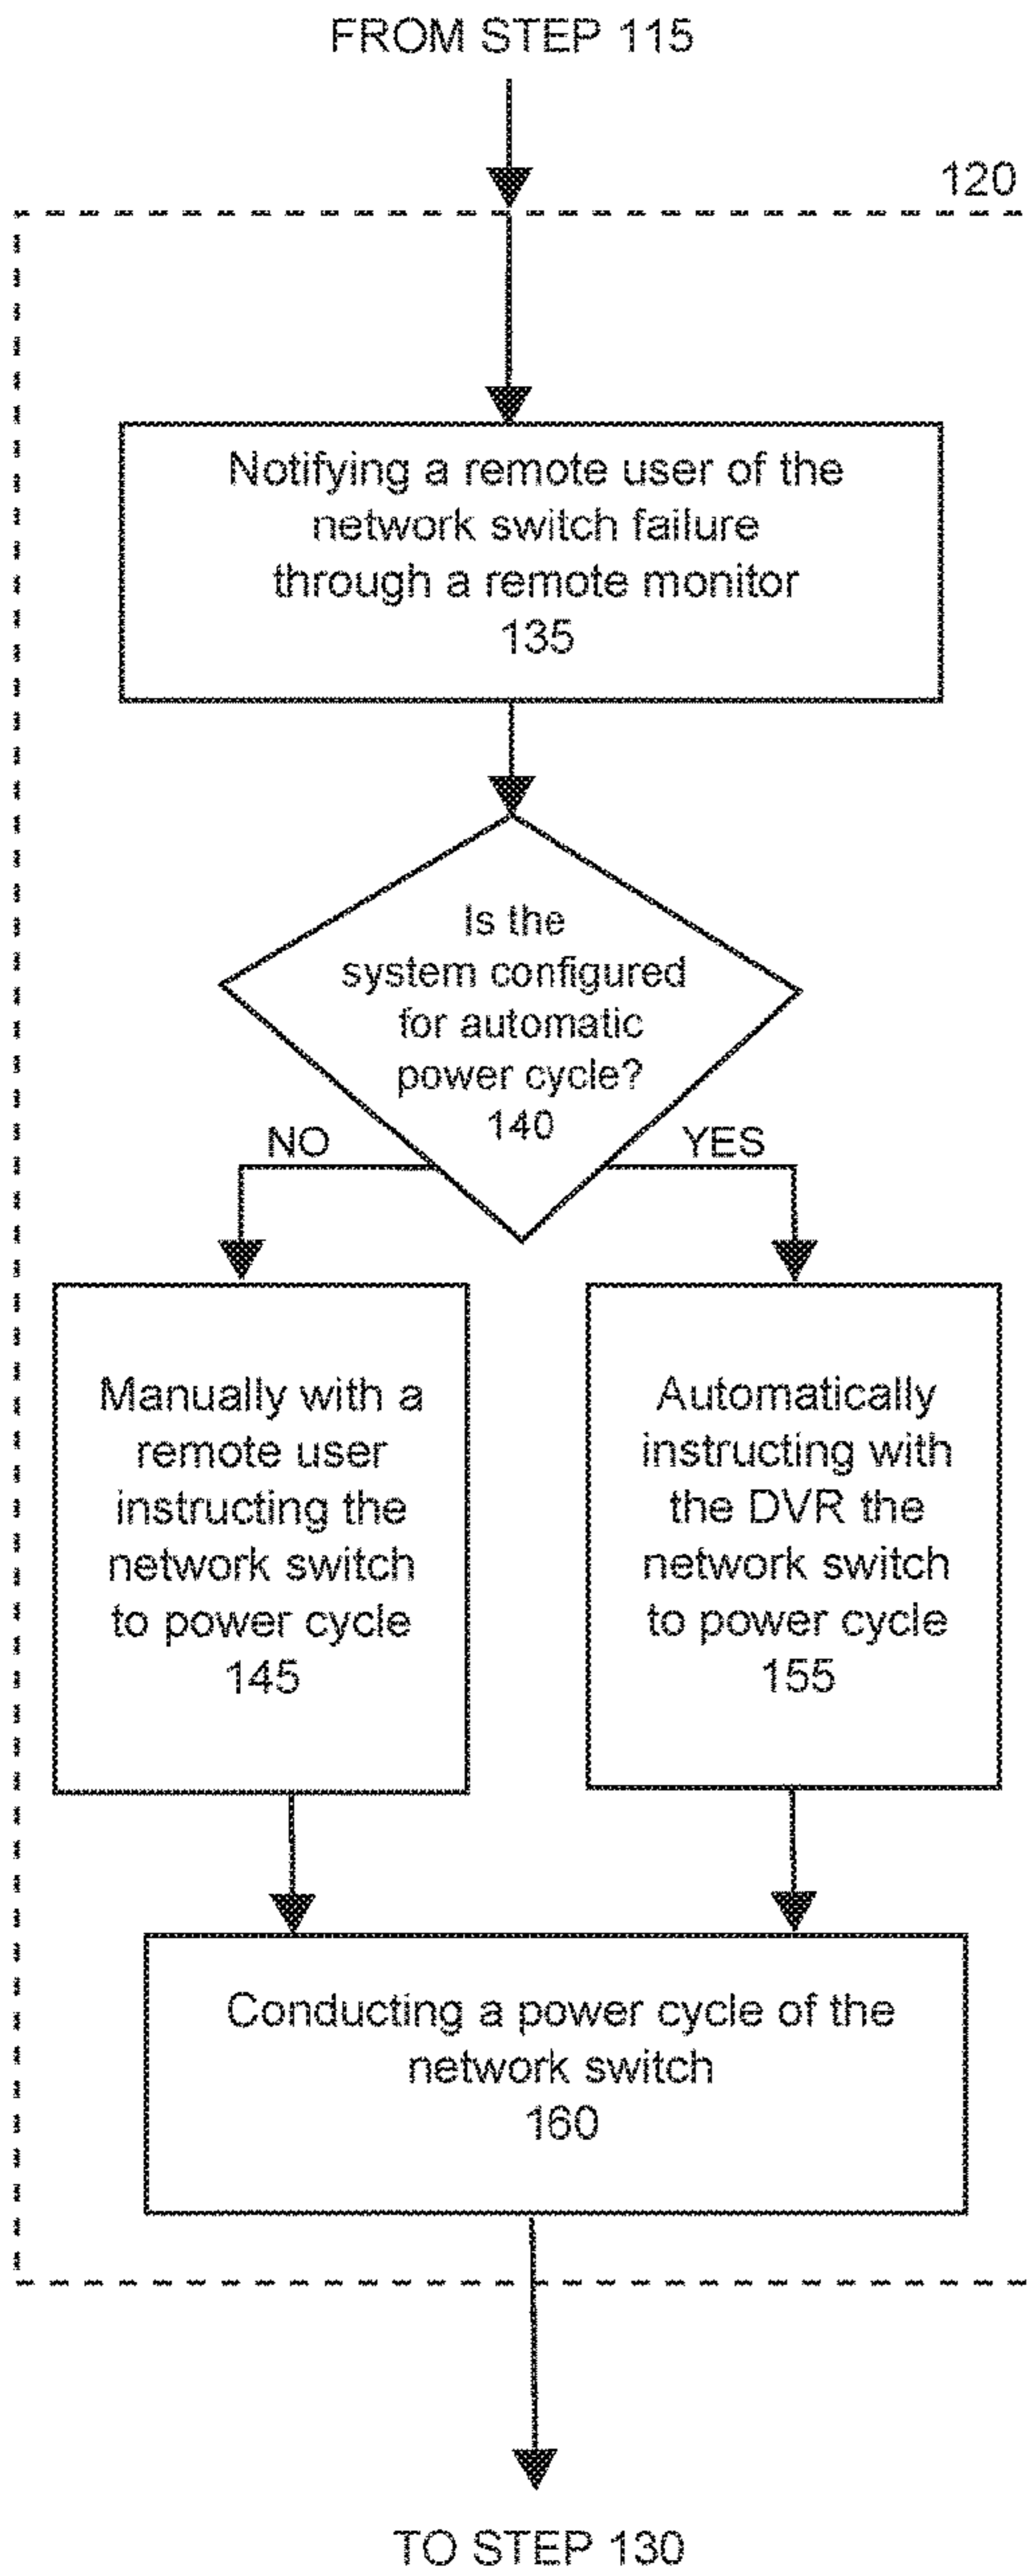 FROM STEP 115
120
Notifying a remote user of the
network switch failure
through a remote monitor
135
Is the
system configured
for automatic
power cycle?
140
NO
YES
Manually with a
remote user
instructing the
network switch
to power cycle
145
Automatically
instructing with
the DVR the
network switch
to power cycle
155
Conducting a power cycle of the
network switch
160
TO STEP 130